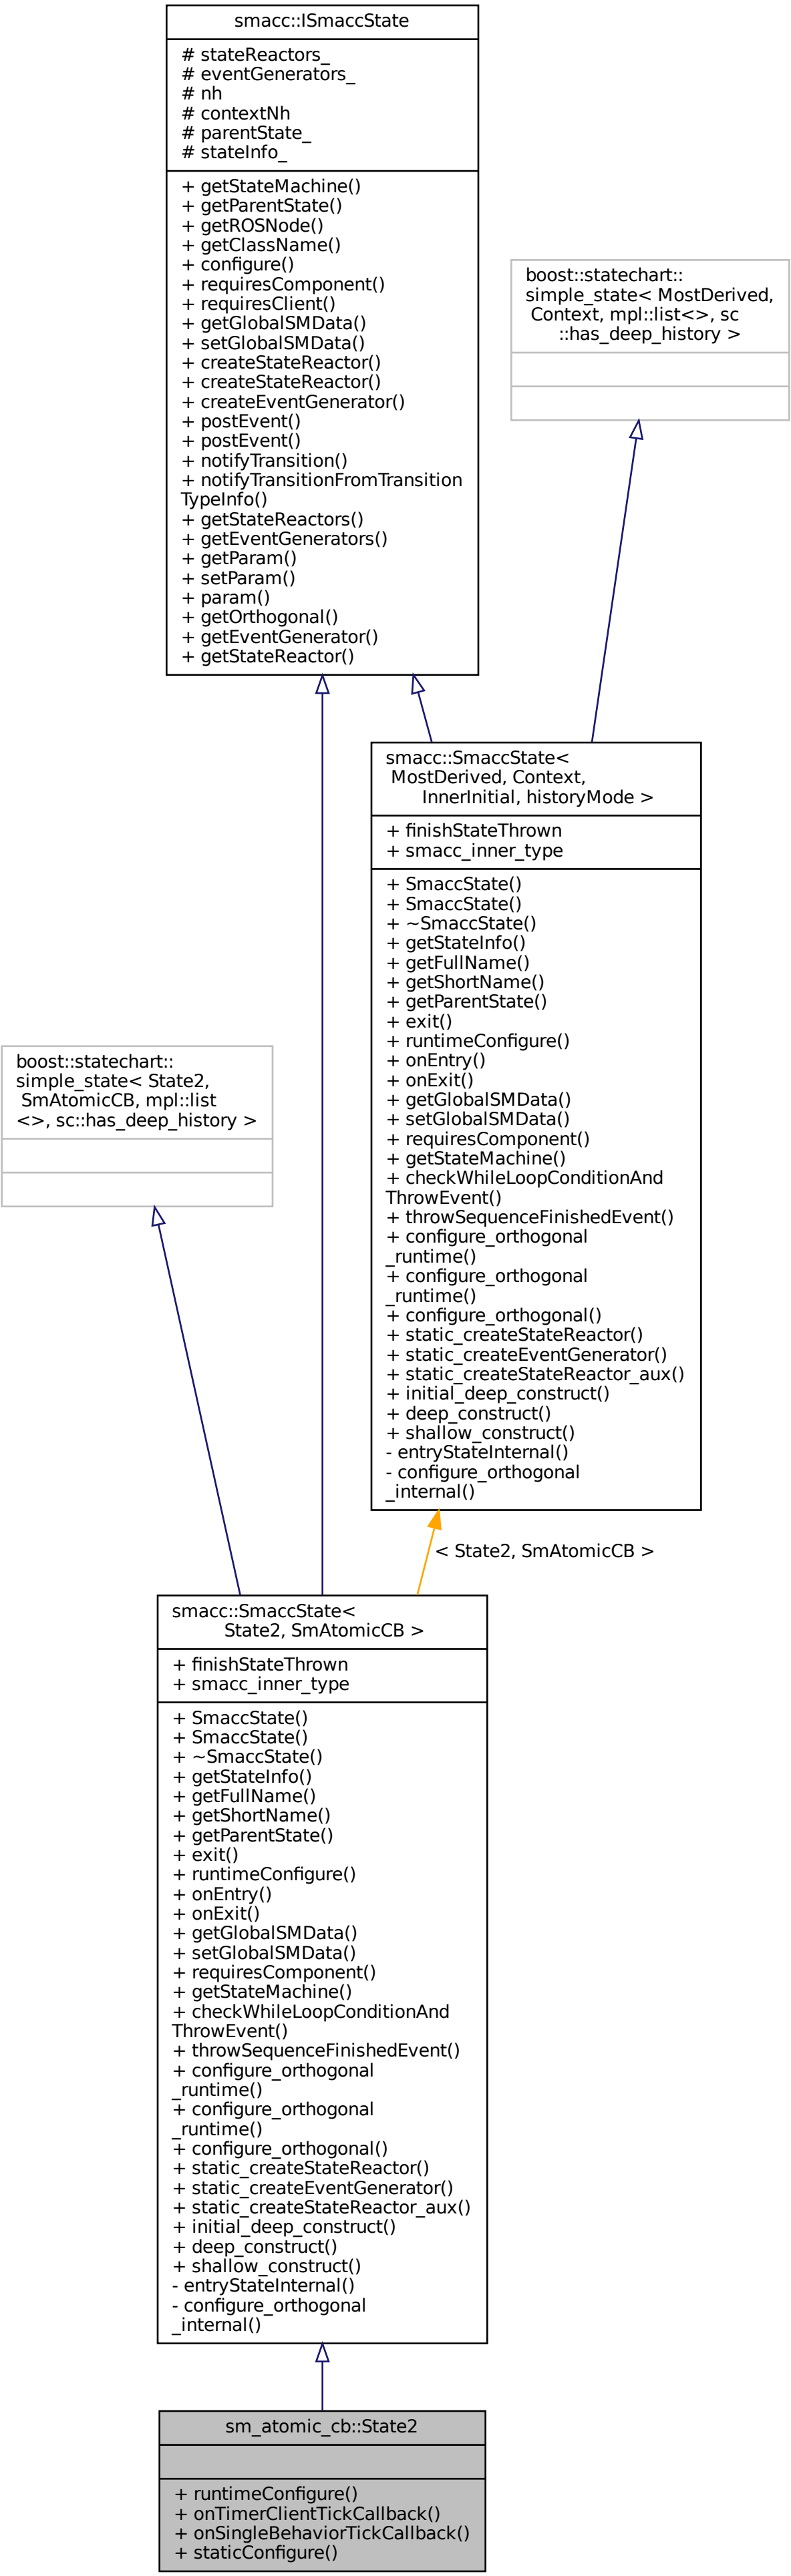 smacc::ISmaccState
# stateReactors_
# eventGenerators_
# nh
# contextNh
# parentState_
# stateInfo_
+ getStateMachine()
+ getParentState()
+ getROSNode()
+ getClassName()
+ configure()
+ requiresComponent()
+ requiresClient()
+ getGlobalSMData()
+ setGlobalSMData()
+ createStateReactor()
+ createStateReactor()
+ createEventGenerator()
+ postEvent()
+ postEvent()
+ notifyTransition()
+ notifyTransitionFromTransition
TypeInfo()
+ getStateReactors()
+ getEventGenerators()
+ getParam()
+ setParam()
+ param()
+ getOrthogonal()
+ getEventGenerator()
+ getStateReactor()
boost::statechart::
simple_state< MostDerived,
Context, mpl::list<>, sc
::has_deep_history >
smacc::SmaccState<
MostDerived, Context,
InnerInitial, historyMode >
+ finishStateThrown
+ smacc_inner_type
+ SmaccState()
+ SmaccState()
+ ~SmaccState()
+ getStateInfo()
+ getFullName()
+ getShortName()
+ getParentState()
+ exit()
+ runtimeConfigure()
+ onEntry()
+ onExit()
+ getGlobalSMData()
+ setGlobalSMData()
+ requiresComponent()
+ getStateMachine()
+ checkWhileLoopConditionAnd
ThrowEvent()
+ throwSequenceFinishedEvent()
+ configure_orthogonal
_runtime()
+ configure_orthogonal
_runtime()
+ configure_orthogonal()
+ static_createStateReactor()
+ static_createEventGenerator()
+ static_createStateReactor_aux()
+ initial_deep_construct()
+ deep_construct()
+ shallow_construct()
- entryStateInternal()
- configure_orthogonal
_internal()
boost::statechart::
simple_state< State2,
SmAtomicCB, mpl::list
<>, sc::has_deep_history >
< State2, SmAtomicCB >
smacc::SmaccState<
State2, SmAtomicCB >
+ finishStateThrown
+ smacc_inner_type
+ SmaccState()
+ SmaccState()
+ ~SmaccState()
+ getStateInfo()
+ getFullName()
+ getShortName()
+ getParentState()
+ exit()
+ runtimeConfigure()
+ onEntry()
+ onExit()
+ getGlobalSMData()
+ setGlobalSMData()
+ requiresComponent()
+ getStateMachine()
+ checkWhileLoopConditionAnd
ThrowEvent()
+ throwSequenceFinishedEvent()
+ configure_orthogonal
_runtime()
+ configure_orthogonal
_runtime()
+ configure_orthogonal()
+ static_createStateReactor()
+ static_createEventGenerator()
+ static_createStateReactor_aux()
+ initial_deep_construct()
+ deep_construct()
+ shallow_construct()
- entryStateInternal()
- configure_orthogonal
_internal()
sm_atomic_cb::State2
+ runtimeConfigure()
+ onTimerClientTickCallback()
+ onSingleBehaviorTickCallback()
+ staticConfigure()